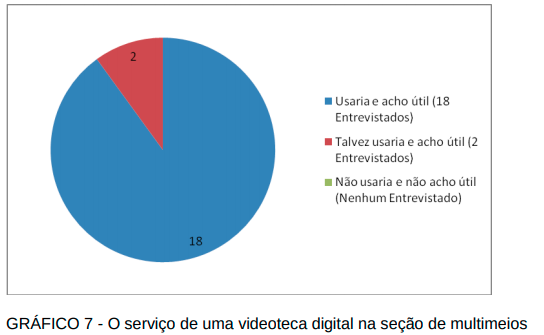 2
18
Usaria e acho útil (18
Entrevistados)
Talvez usaria e acho útil (2
Entrevistados)
Não usaria e não acho útil
(Nenhum Entrevistado)
GRÁFICO 7 - O serviço de uma videoteca digital na seção de multimeios